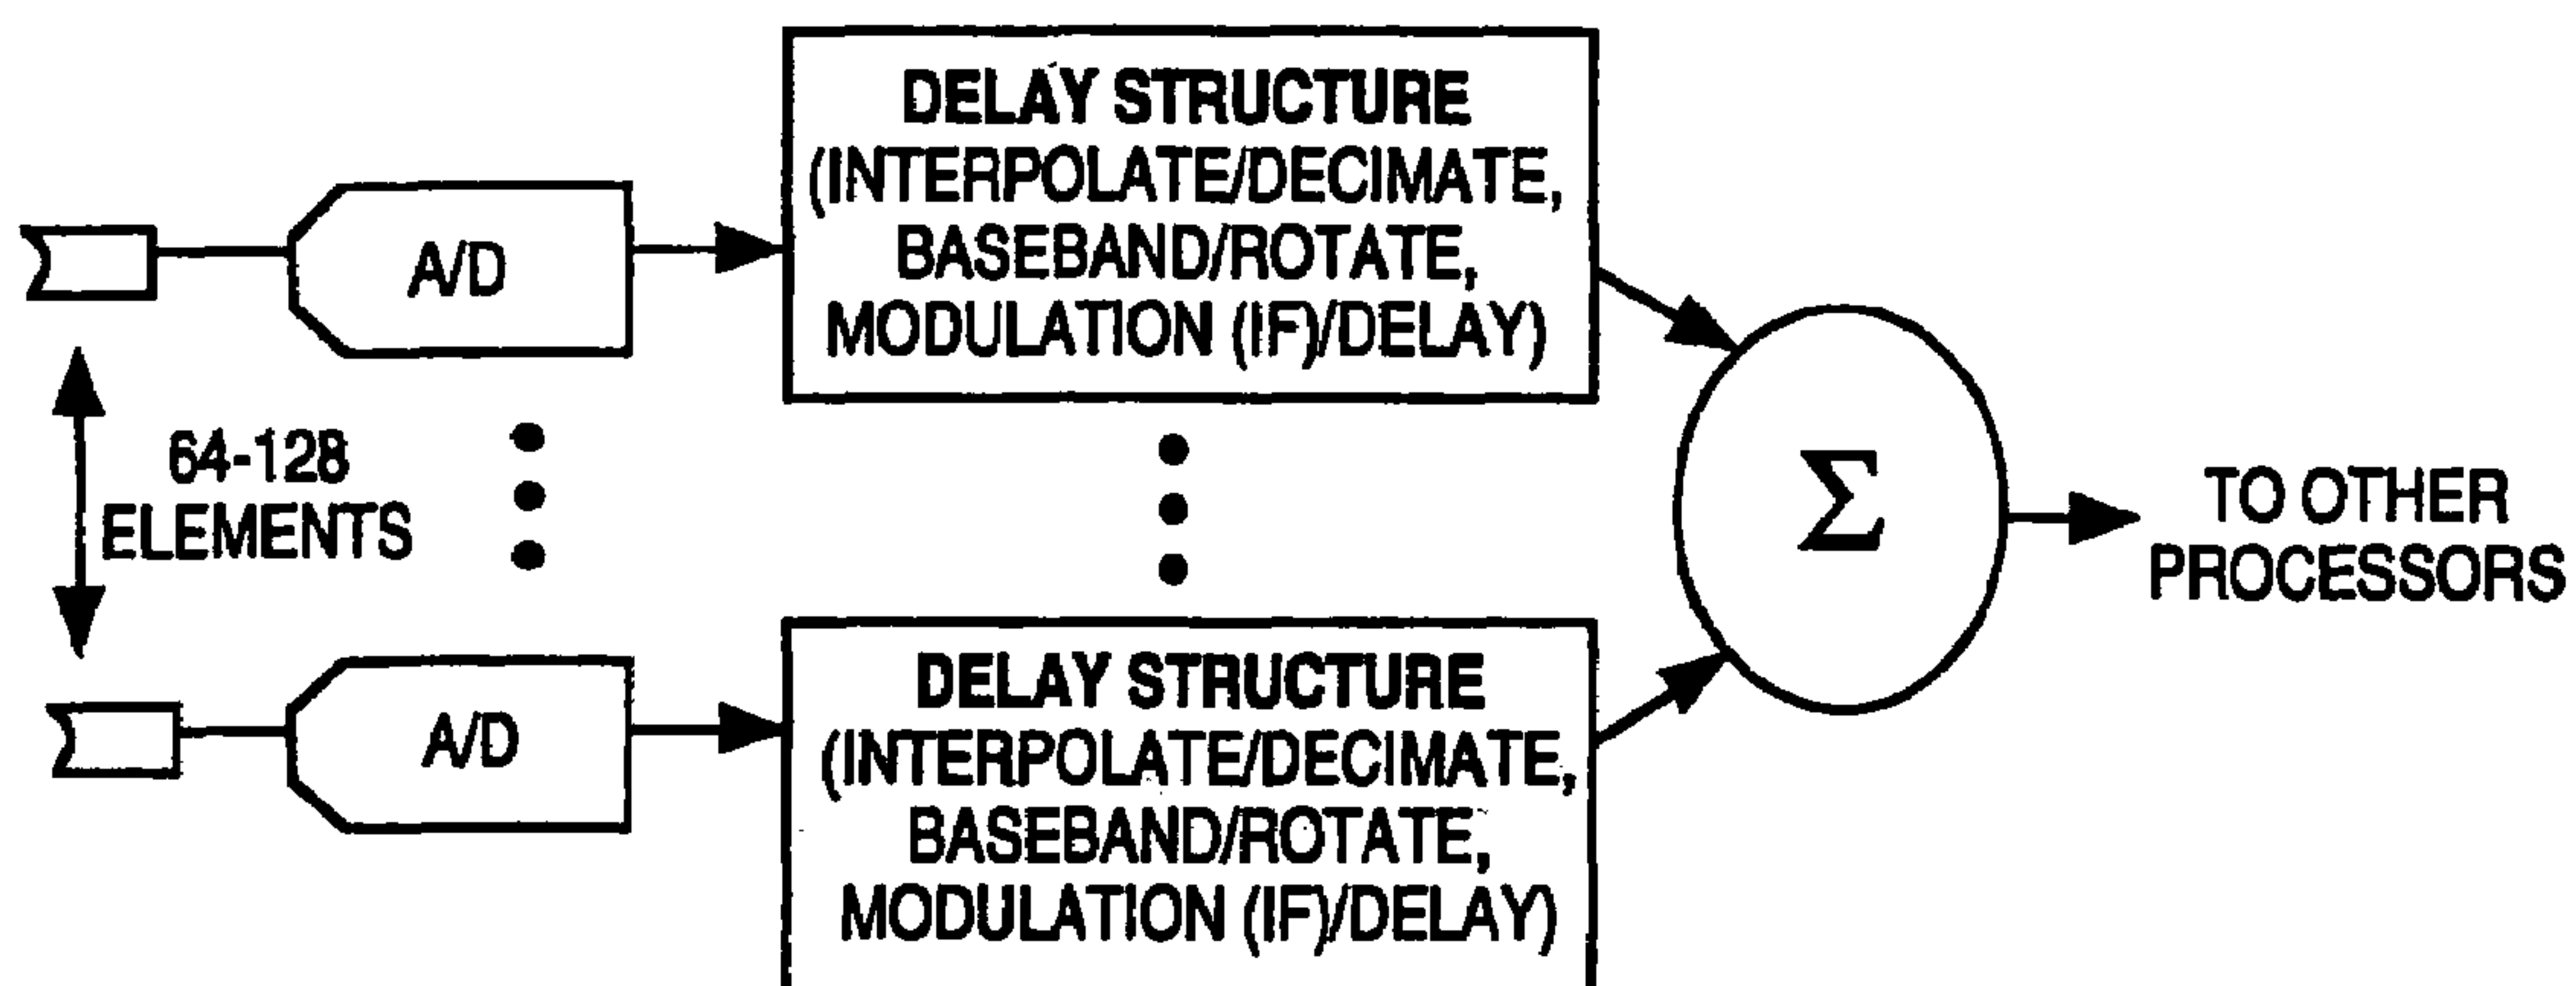 DELAY STRUCTURE
(INTERPOLATE/DECIMATE,
BASEBAND/ROTATE,
MODULATION (IF)/DELAY)
A/D
64-128
ELEMENTS
Σ
TO OTHER
PROCESSORS
A/D
DELAY STRUCTURE
(INTERPOLATE/DECIMATE,
BASEBAND/ROTATE,
MODULATION (IF)/DELAY)